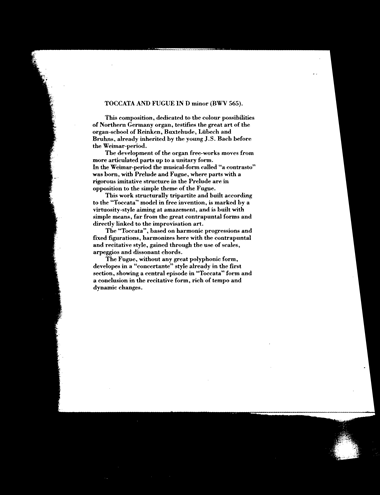 TOCCATA AND FUGUE IN D minor (BWV 565).
This composition, dedicated to the colour possibilities
of Northern Germany organ, testifies the great art of the
organ-school of Reinken, Buxtehude, Lübech and
Bruhns, already inherited by the young J.S. Bach before
the Weimar-period.
The development of the organ free-works moves from
more articulated parts up to a unitary form.
In the Weimar-period the musical-form called "a contrasto"
was born, with Prelude and Fugue, where parts with a
rigorous imitative structure in the Prelude are in
opposition to the simple theme of the Fugue.
This work structurally tripartite and built according
to the "Toccata" model in free invention, is marked by a
virtuosity-style aiming at amazement, and is built with
simple means, far from the great contrapuntal forms and
directly linked to the improvisation art.
The "Toccata", based on harmonic progressions and
fixed figurations, harmonizes here with the contrapuntal
and recitative style, gained through the use of scales,
arpeggios and dissonant chords.
The Fugue, without any great polyphonic form,
developes in a "concertante" style already in the first
section, showing a central episode in "Toccata" form and
a conclusion in the recitative form, rich of tempo and
dynamic changes.